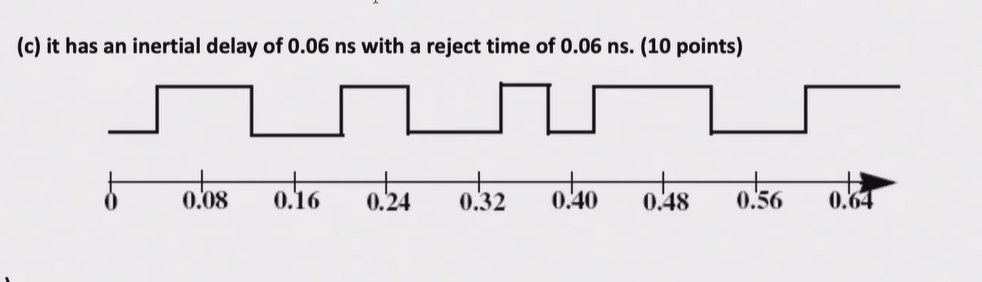 (c) it has an inertial delay of 0.06 ns with a reject time of 0.06 ns. (10 points)
0 0.08 0.16 0.24 0.32 0.40 0.48 0.56 0.64